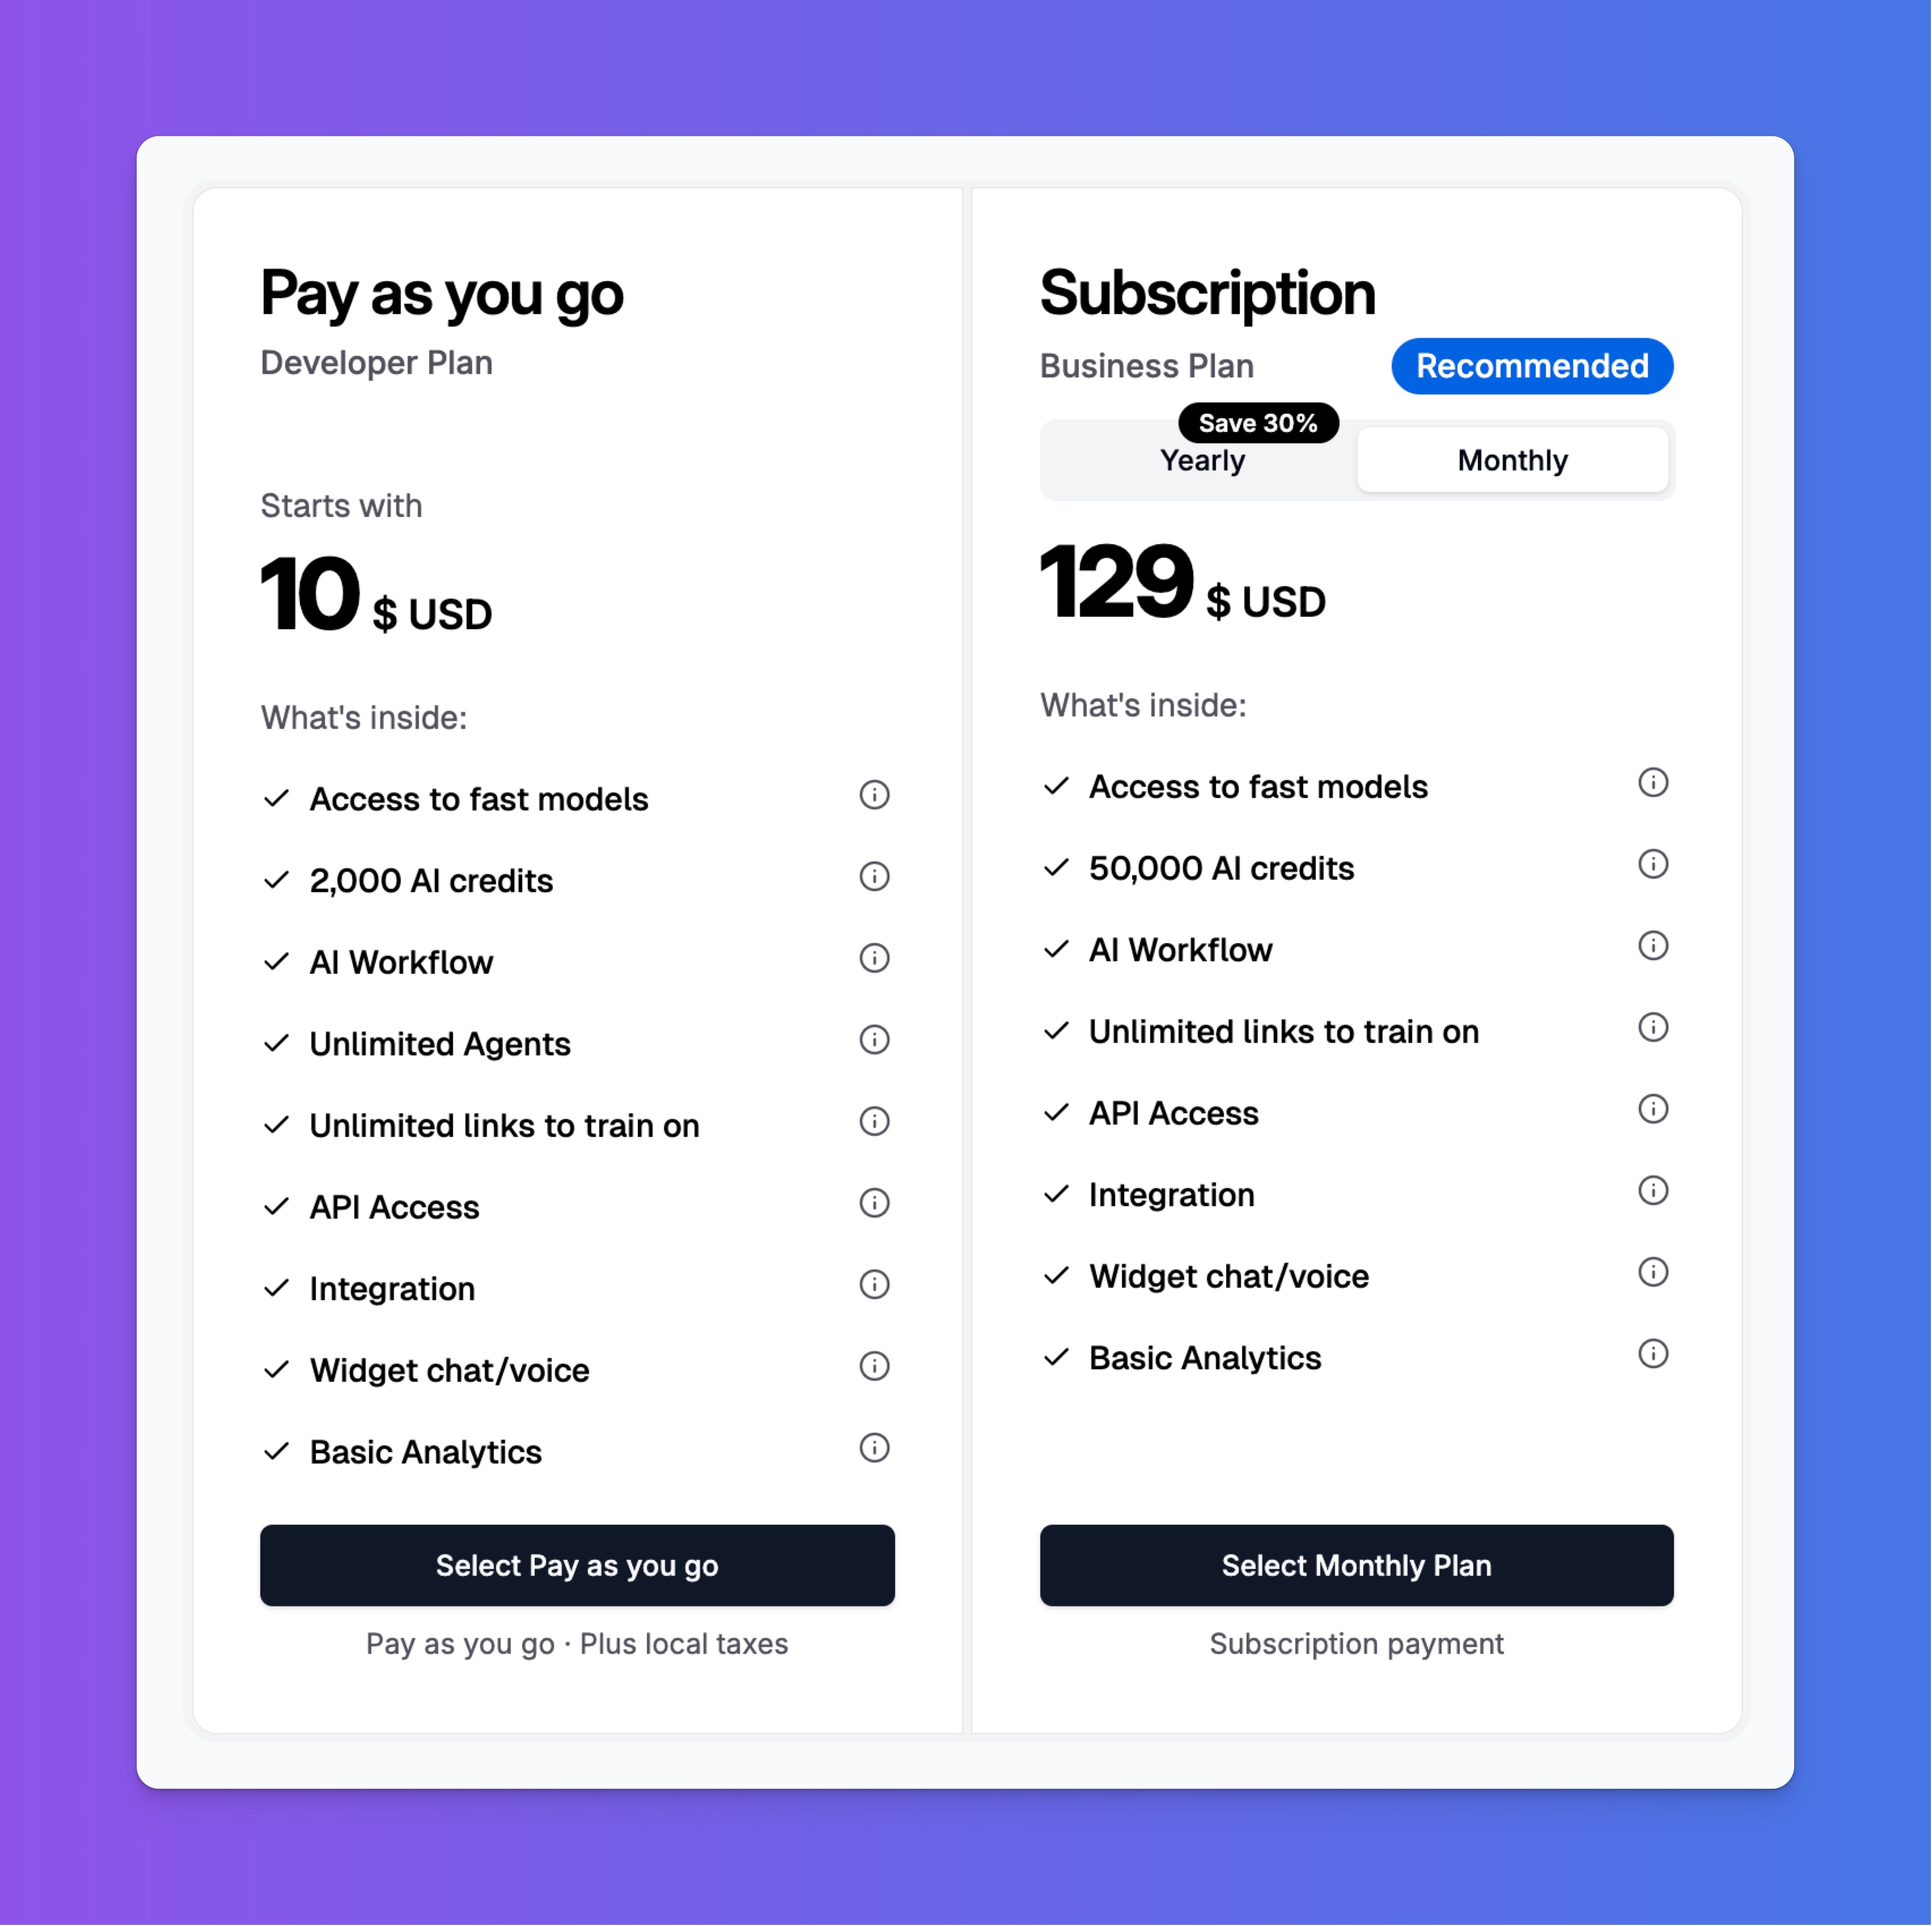 Pay as you go
Developer Plan
Starts with
10 $ USD
What's inside:
Access to fast models
2,000 AI credits
AI Workflow
Unlimited Agents
Unlimited links to train on
API Access
Integration
Widget chat/voice
Basic Analytics
Select Pay as you go
Pay as you go · Plus local taxes
Subscription
Business Plan
Recommended
Save 30%
Yearly
Monthly
129 $ USD
What's inside:
Access to fast models
50,000 AI credits
AI Workflow
Unlimited links to train on
API Access
Integration
Widget chat/voice
Basic Analytics
Select Monthly Plan
Subscription payment